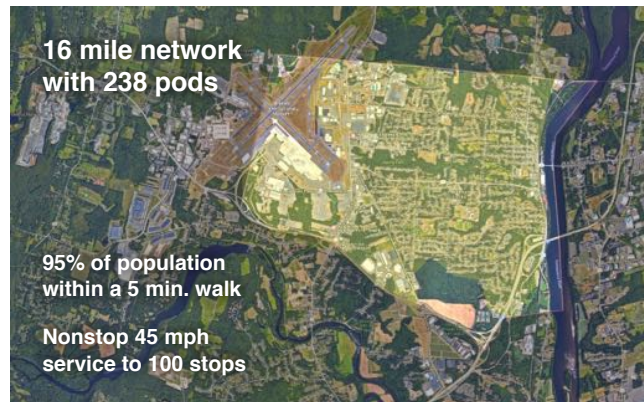 16 mile network
with 238 pods
95% of population
within a 5 min. walk
Nonstop 45 mph
service to 100 stops